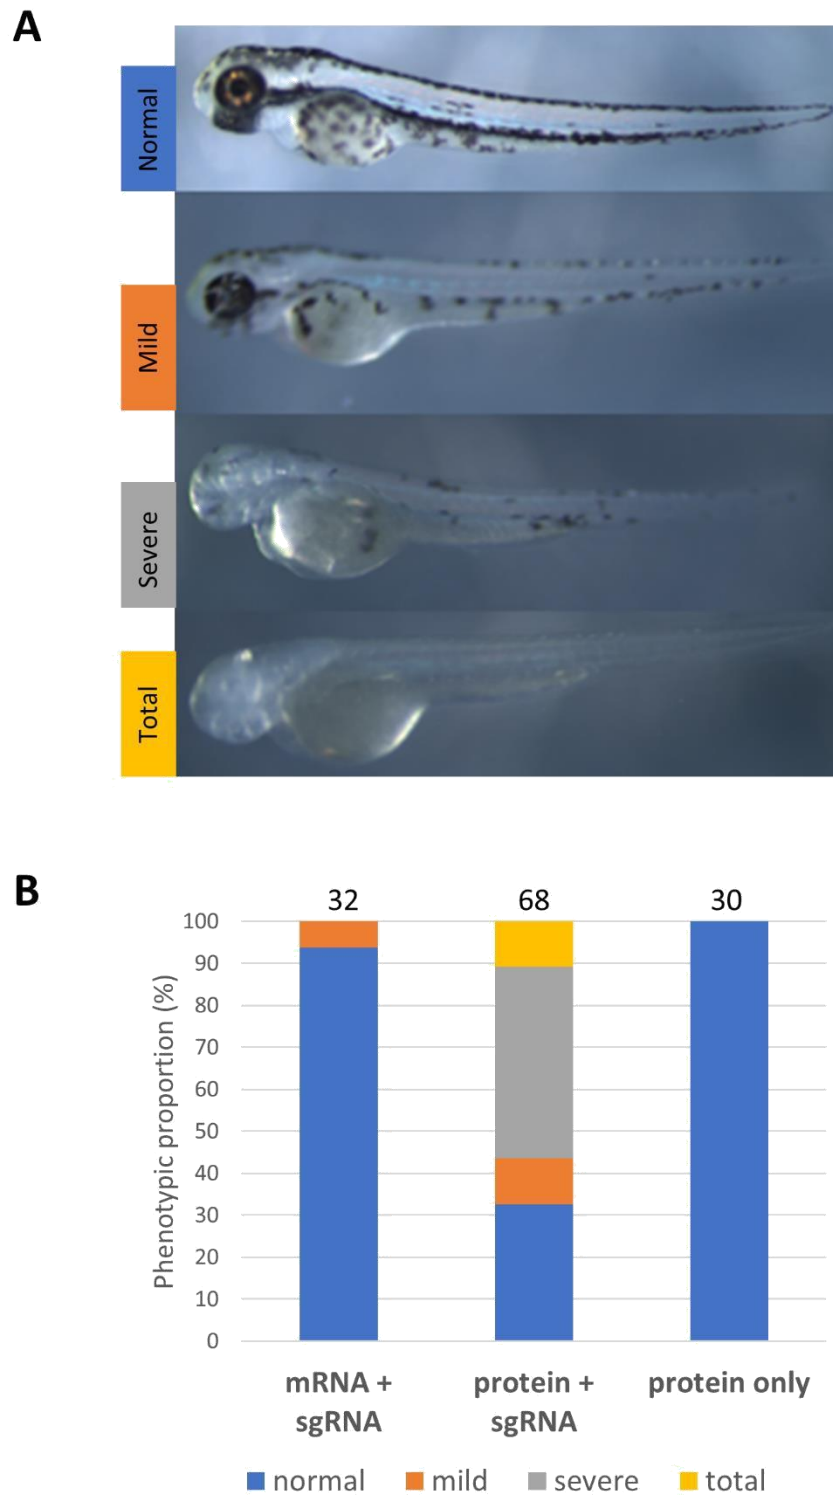 A
Normal
Mild
Severe
Total
B
32 68 30
Phenotypic proportion (%)
100
90
80
70
60
50
40
30
20
10
0
mRNA + protein + protein only
sgRNA sgRNA
normal mild severe total